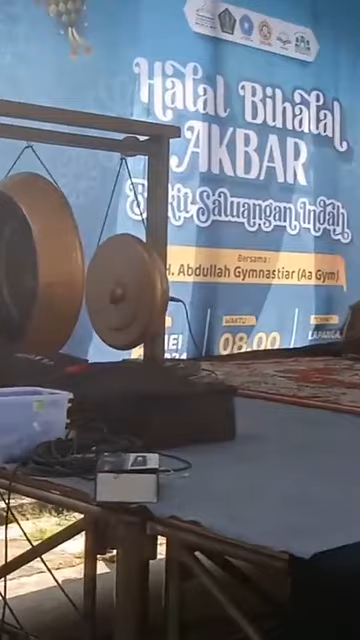 Halal Bihalal
AKBAR
Bukit Saluangan Indah
Bersama :
H. Abdullah Gymnastiar (Aa Gym)
WAKTU
08.00